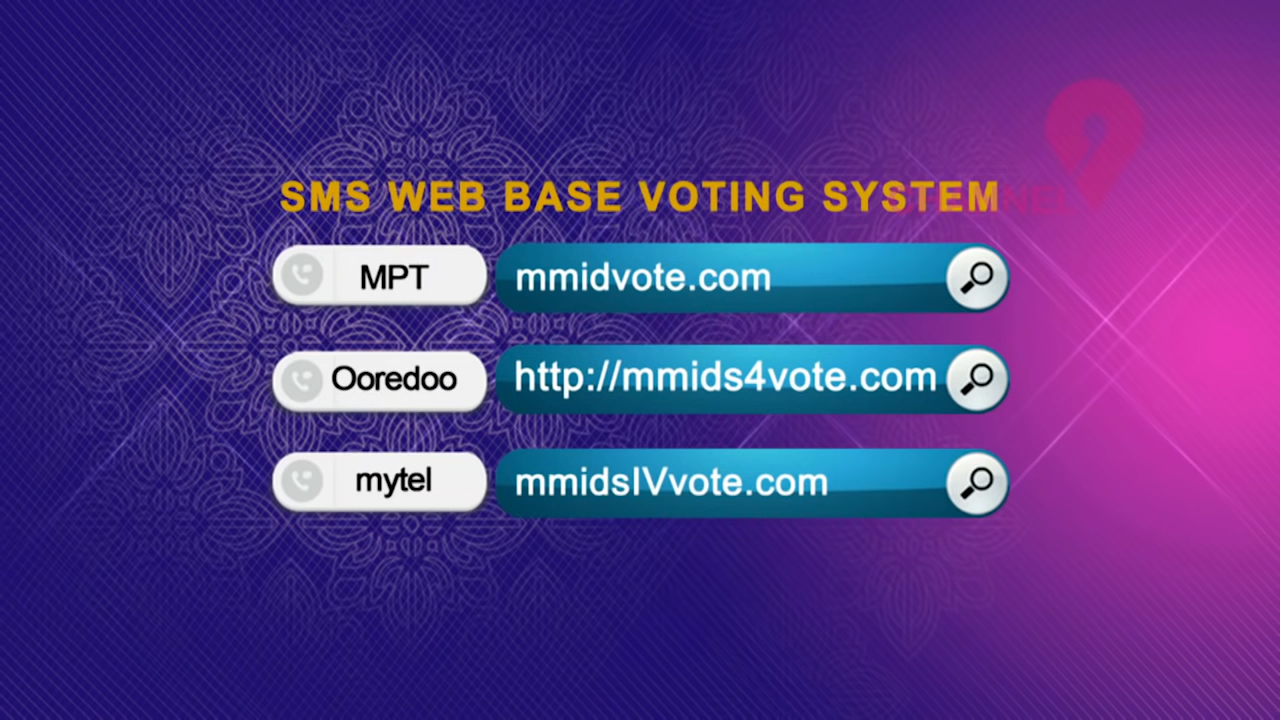 SMS WEB BASE VOTING SYSTEM
MPT mmidvote.com
Ooredoo http://mmids4vote.com
mytel mmidsIVvote.com